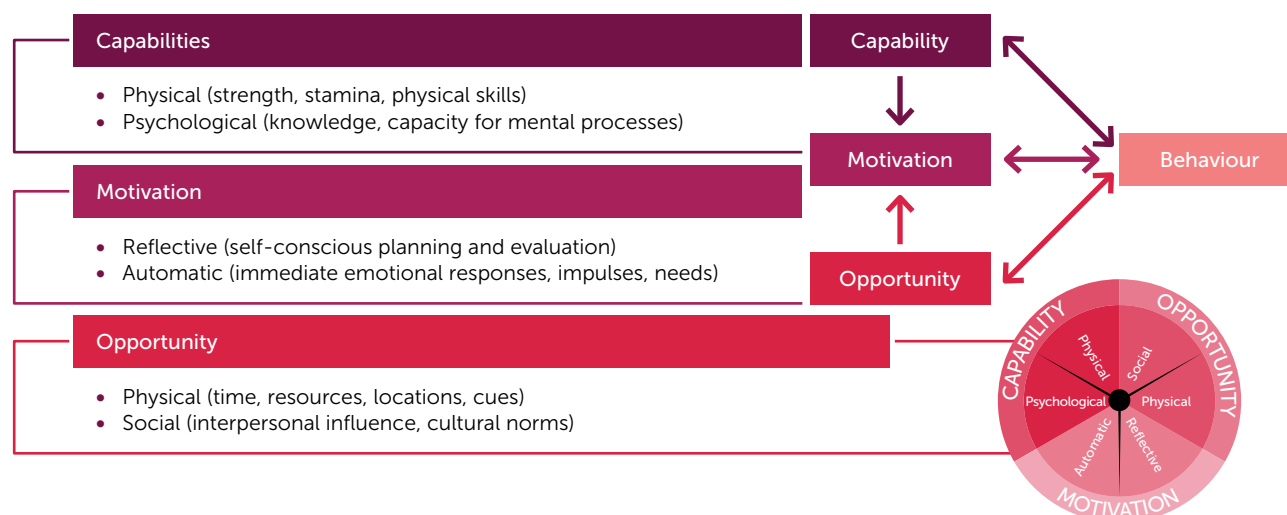 Capabilities
• Physical (strength, stamina, physical skills)
• Psychological (knowledge, capacity for mental processes)
Motivation
• Reflective (self-conscious planning and evaluation)
• Automatic (immediate emotional responses, impulses, needs)
Opportunity
• Physical (time, resources, locations, cues)
• Social (interpersonal influence, cultural norms)
Capability
Motivation
Opportunity
Behaviour
CAPABILITY
OPPORTUNITY
MOTIVATION
Physical
Social
Psychological
Physical
Automatic
Reflective